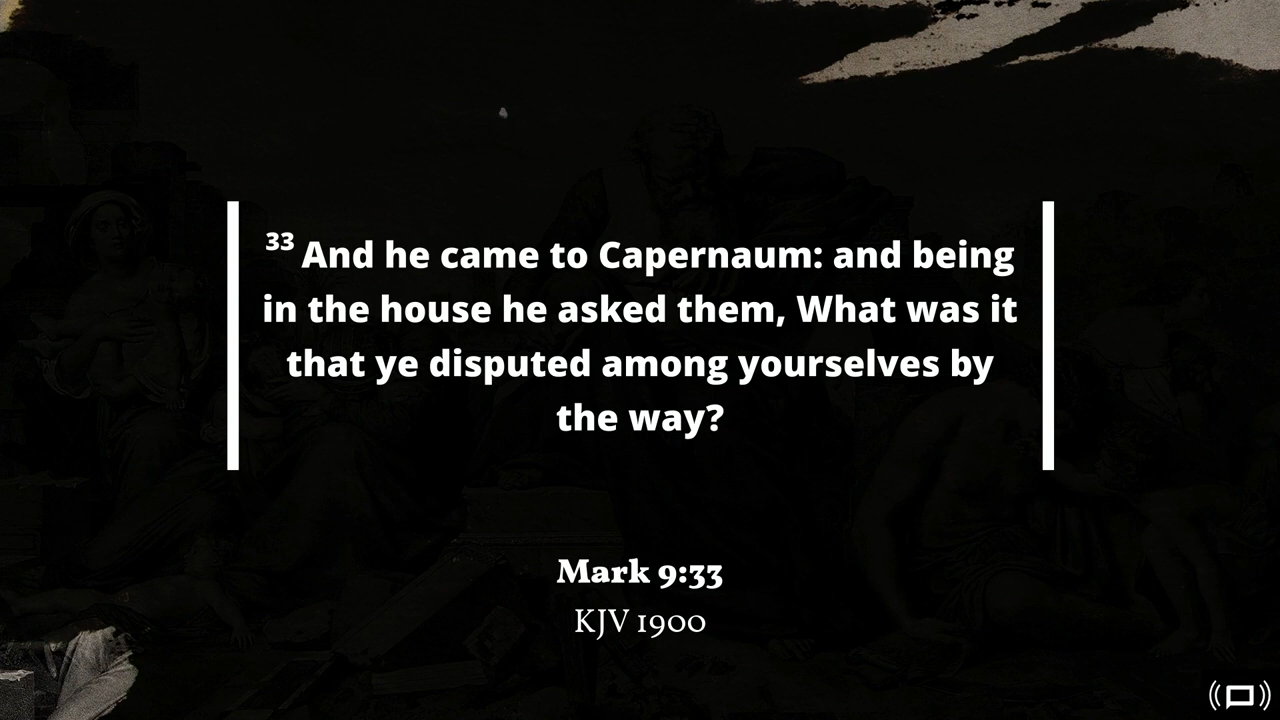 33 And he came to Capernaum: and being
in the house he asked them, What was it
that ye disputed among yourselves by
the way?
Mark 9:33
KJV 1900